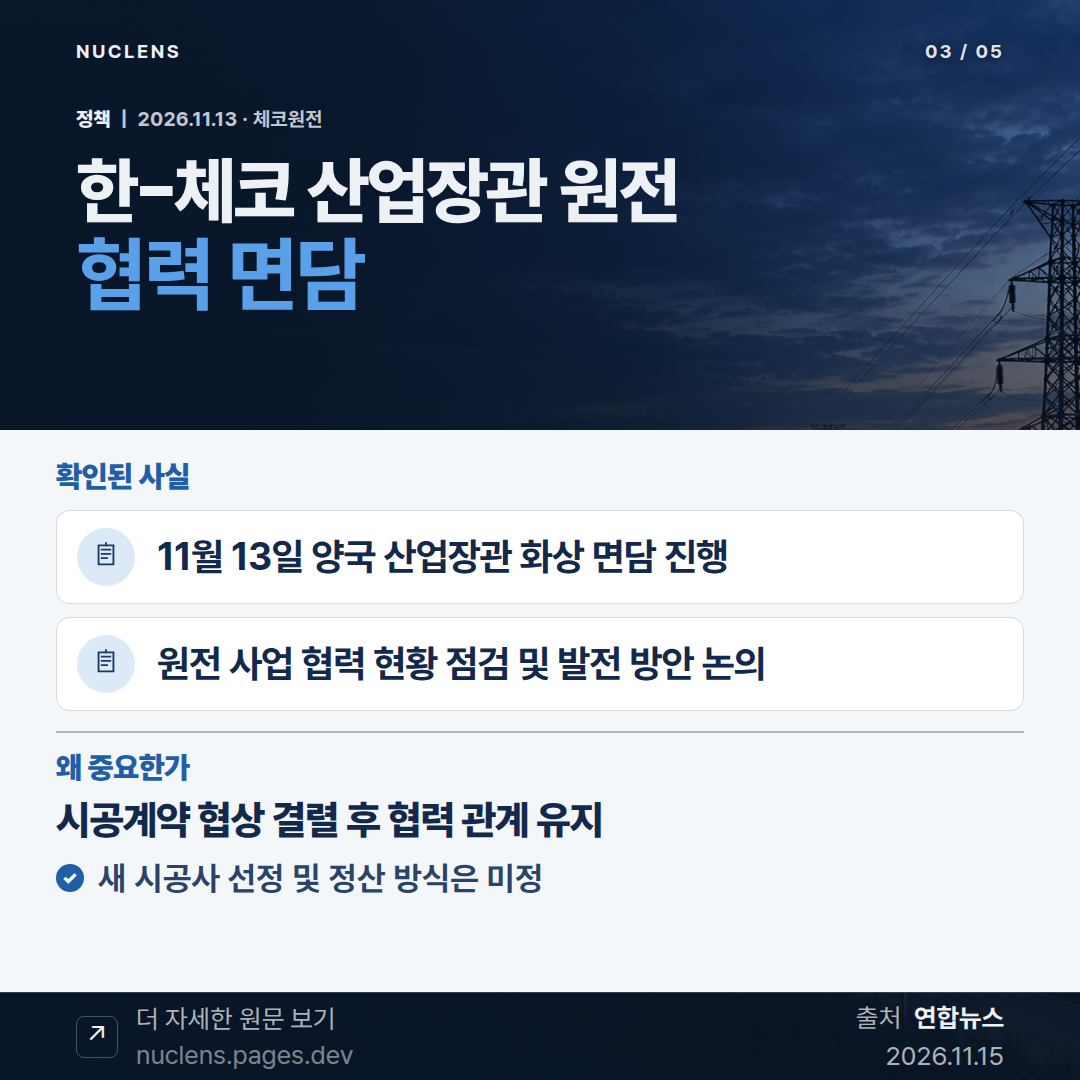 NUCLENS
03 / 05
정책 | 2026.11.13 · 체코원전
한–체코 산업장관 원전
협력 면담
확인된 사실
11월 13일 양국 산업장관 화상 면담 진행
원전 사업 협력 현황 점검 및 발전 방안 논의
왜 중요한가
시공계약 협상 결렬 후 협력 관계 유지
새 시공사 선정 및 정산 방식은 미정
더 자세한 원문 보기
nuclens.pages.dev
출처 연합뉴스
2026.11.15